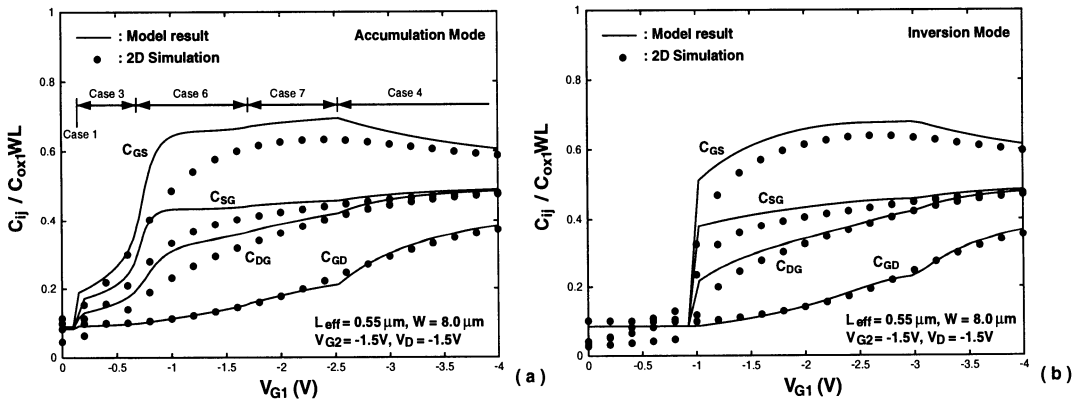 C_ij / C_ox1WL
1
0.8
0.6
0.4
0.2
0
: Model result
: 2D Simulation
Accumulation Mode
Case 3
Case 6
Case 7
Case 4
Case 1
C_GS
C_SG
C_DG
C_GD
L_eff = 0.55 μm, W = 8.0 μm
V_G2 = -1.5V, V_D = -1.5V
0 -0.5 -1 -1.5 -2 -2.5 -3 -3.5 -4
V_G1 (V)
( a )
C_ij / C_ox1WL
1
0.8
0.6
0.4
0.2
0
: Model result
: 2D Simulation
Inversion Mode
C_GS
C_SG
C_DG
C_GD
L_eff = 0.55 μm, W = 8.0 μm
V_G2 = -1.5V, V_D = -1.5V
0 -0.5 -1 -1.5 -2 -2.5 -3 -3.5 -4
V_G1 (V)
( b )